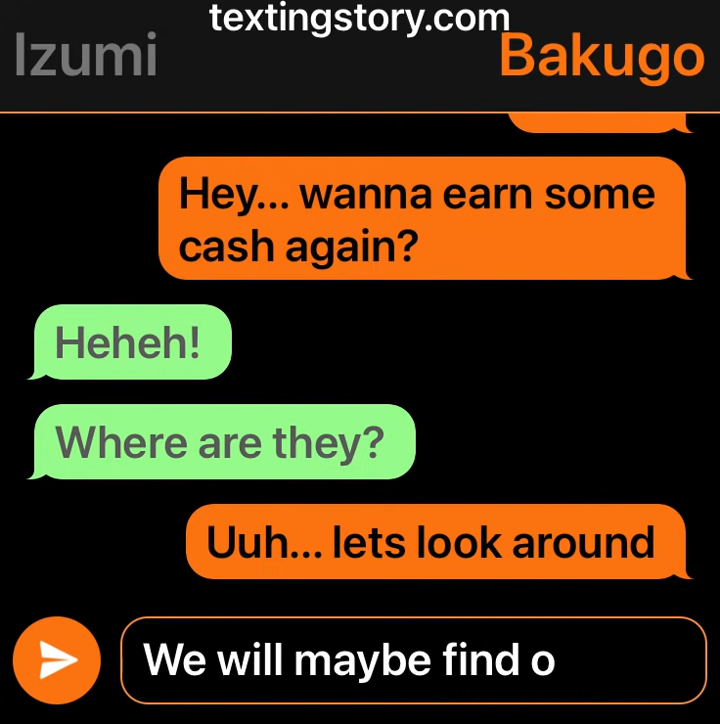 textingstory.com
Izumi
Bakugo
Hey... wanna earn some
cash again?
Heheh!
Where are they?
Uuh... lets look around
We will maybe find o